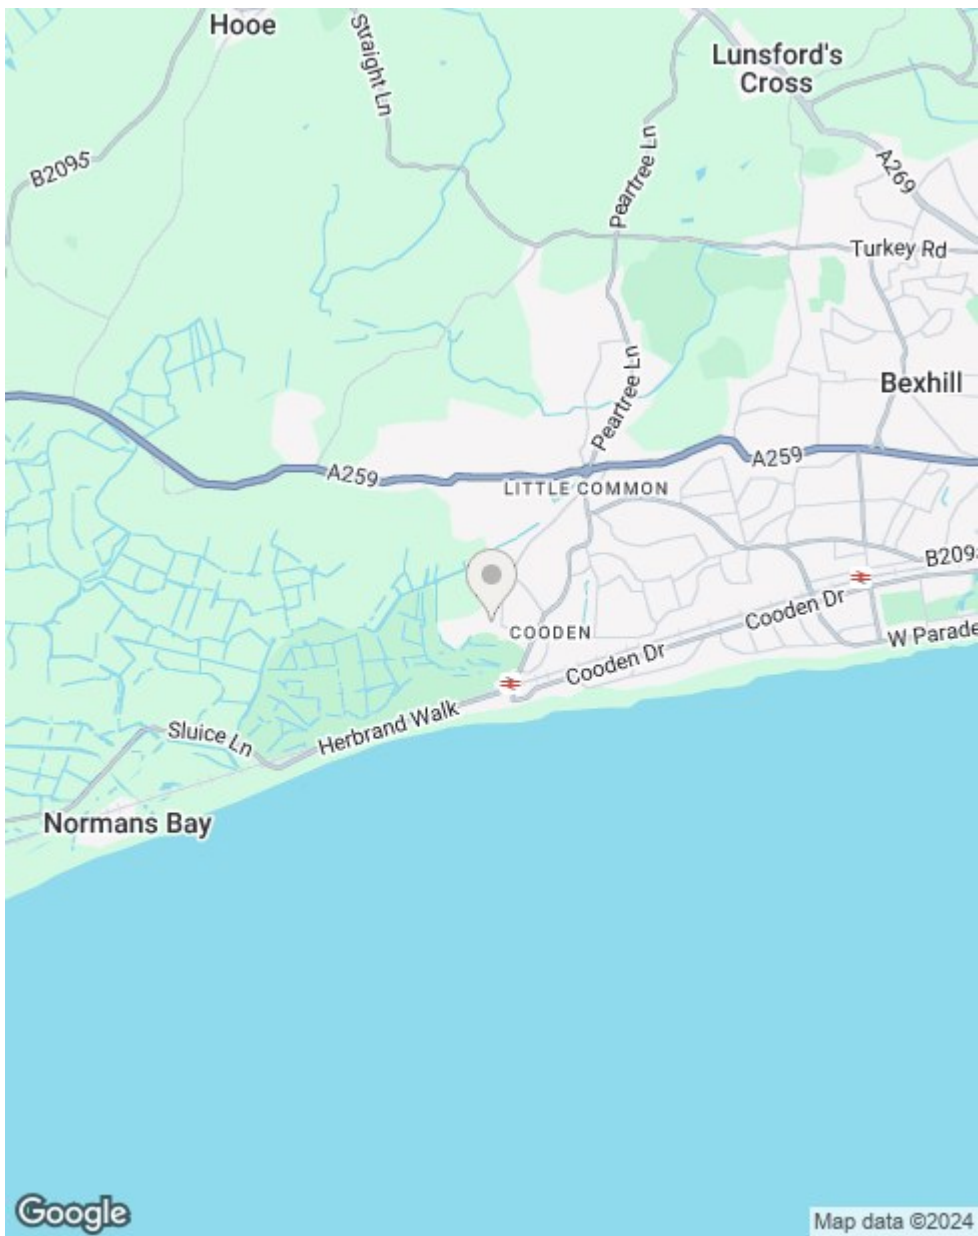 Hooe
Straight Ln
Lunsford's
Cross
B2095
Peartree Ln
A269
Turkey Rd
Peartree Ln
Bexhill
A259
A259
LITTLE COMMON
B209
Cooden Dr
COODEN
W Parade
Cooden Dr
Herbrand Walk
Sluice Ln
Normans Bay
Google
Map data ©2024